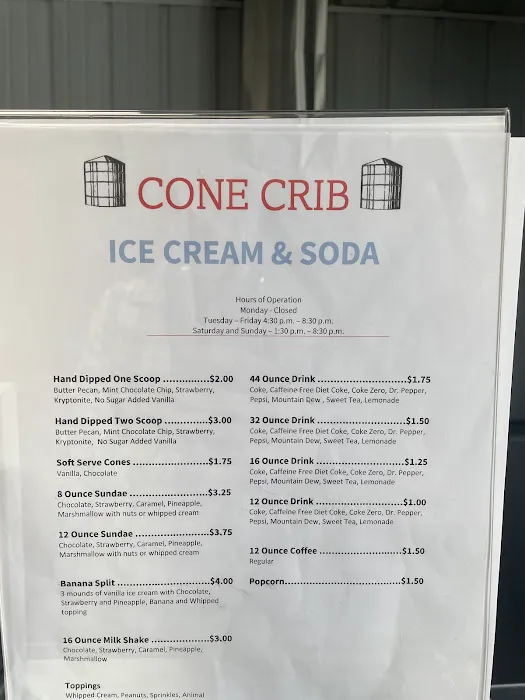 CONE CRIB
ICE CREAM & SODA
Hours of Operation
Monday - Closed
Tuesday – Friday 4:30 p.m. – 8:30 p.m.
Saturday and Sunday – 1:30 p.m. – 8:30 p.m.
Hand Dipped One Scoop ..............$2.00
Butter Pecan, Mint Chocolate Chip, Strawberry,
Kryptonite, No Sugar Added Vanilla
Hand Dipped Two Scoop ..............$3.00
Butter Pecan, Mint Chocolate Chip, Strawberry,
Kryptonite, No Sugar Added Vanilla
Soft Serve Cones ........................$1.75
Vanilla, Chocolate
8 Ounce Sundae ..........................$3.25
Chocolate, Strawberry, Caramel, Pineapple,
Marshmallow with nuts or whipped cream
12 Ounce Sundae ........................$3.75
Chocolate, Strawberry, Caramel, Pineapple,
Marshmallow with nuts or whipped cream
Banana Split ..............................$4.00
3 mounds of vanilla ice cream with Chocolate,
Strawberry and Pineapple, Banana and Whipped
topping
16 Ounce Milk Shake ..................$3.00
Chocolate, Strawberry, Caramel, Pineapple,
Marshmallow
Toppings
Whipped Cream, Peanuts, Sprinkles, Animal
44 Ounce Drink ...........................$1.75
Coke, Caffeine Free Diet Coke, Coke Zero, Dr. Pepper,
Pepsi, Mountain Dew , Sweet Tea, Lemonade
32 Ounce Drink ...........................$1.50
Coke, Caffeine Free Diet Coke, Coke Zero, Dr. Pepper,
Pepsi, Mountain Dew, Sweet Tea, Lemonade
16 Ounce Drink ...........................$1.25
Coke, Caffeine Free Diet Coke, Coke Zero, Dr. Pepper,
Pepsi, Mountain Dew, Sweet Tea, Lemonade
12 Ounce Drink ...........................$1.00
Coke, Caffeine Free Diet Coke, Coke Zero, Dr. Pepper,
Pepsi, Mountain Dew, Sweet Tea, Lemonade
12 Ounce Coffee ..........................$1.50
Regular
Popcorn......................................$1.50